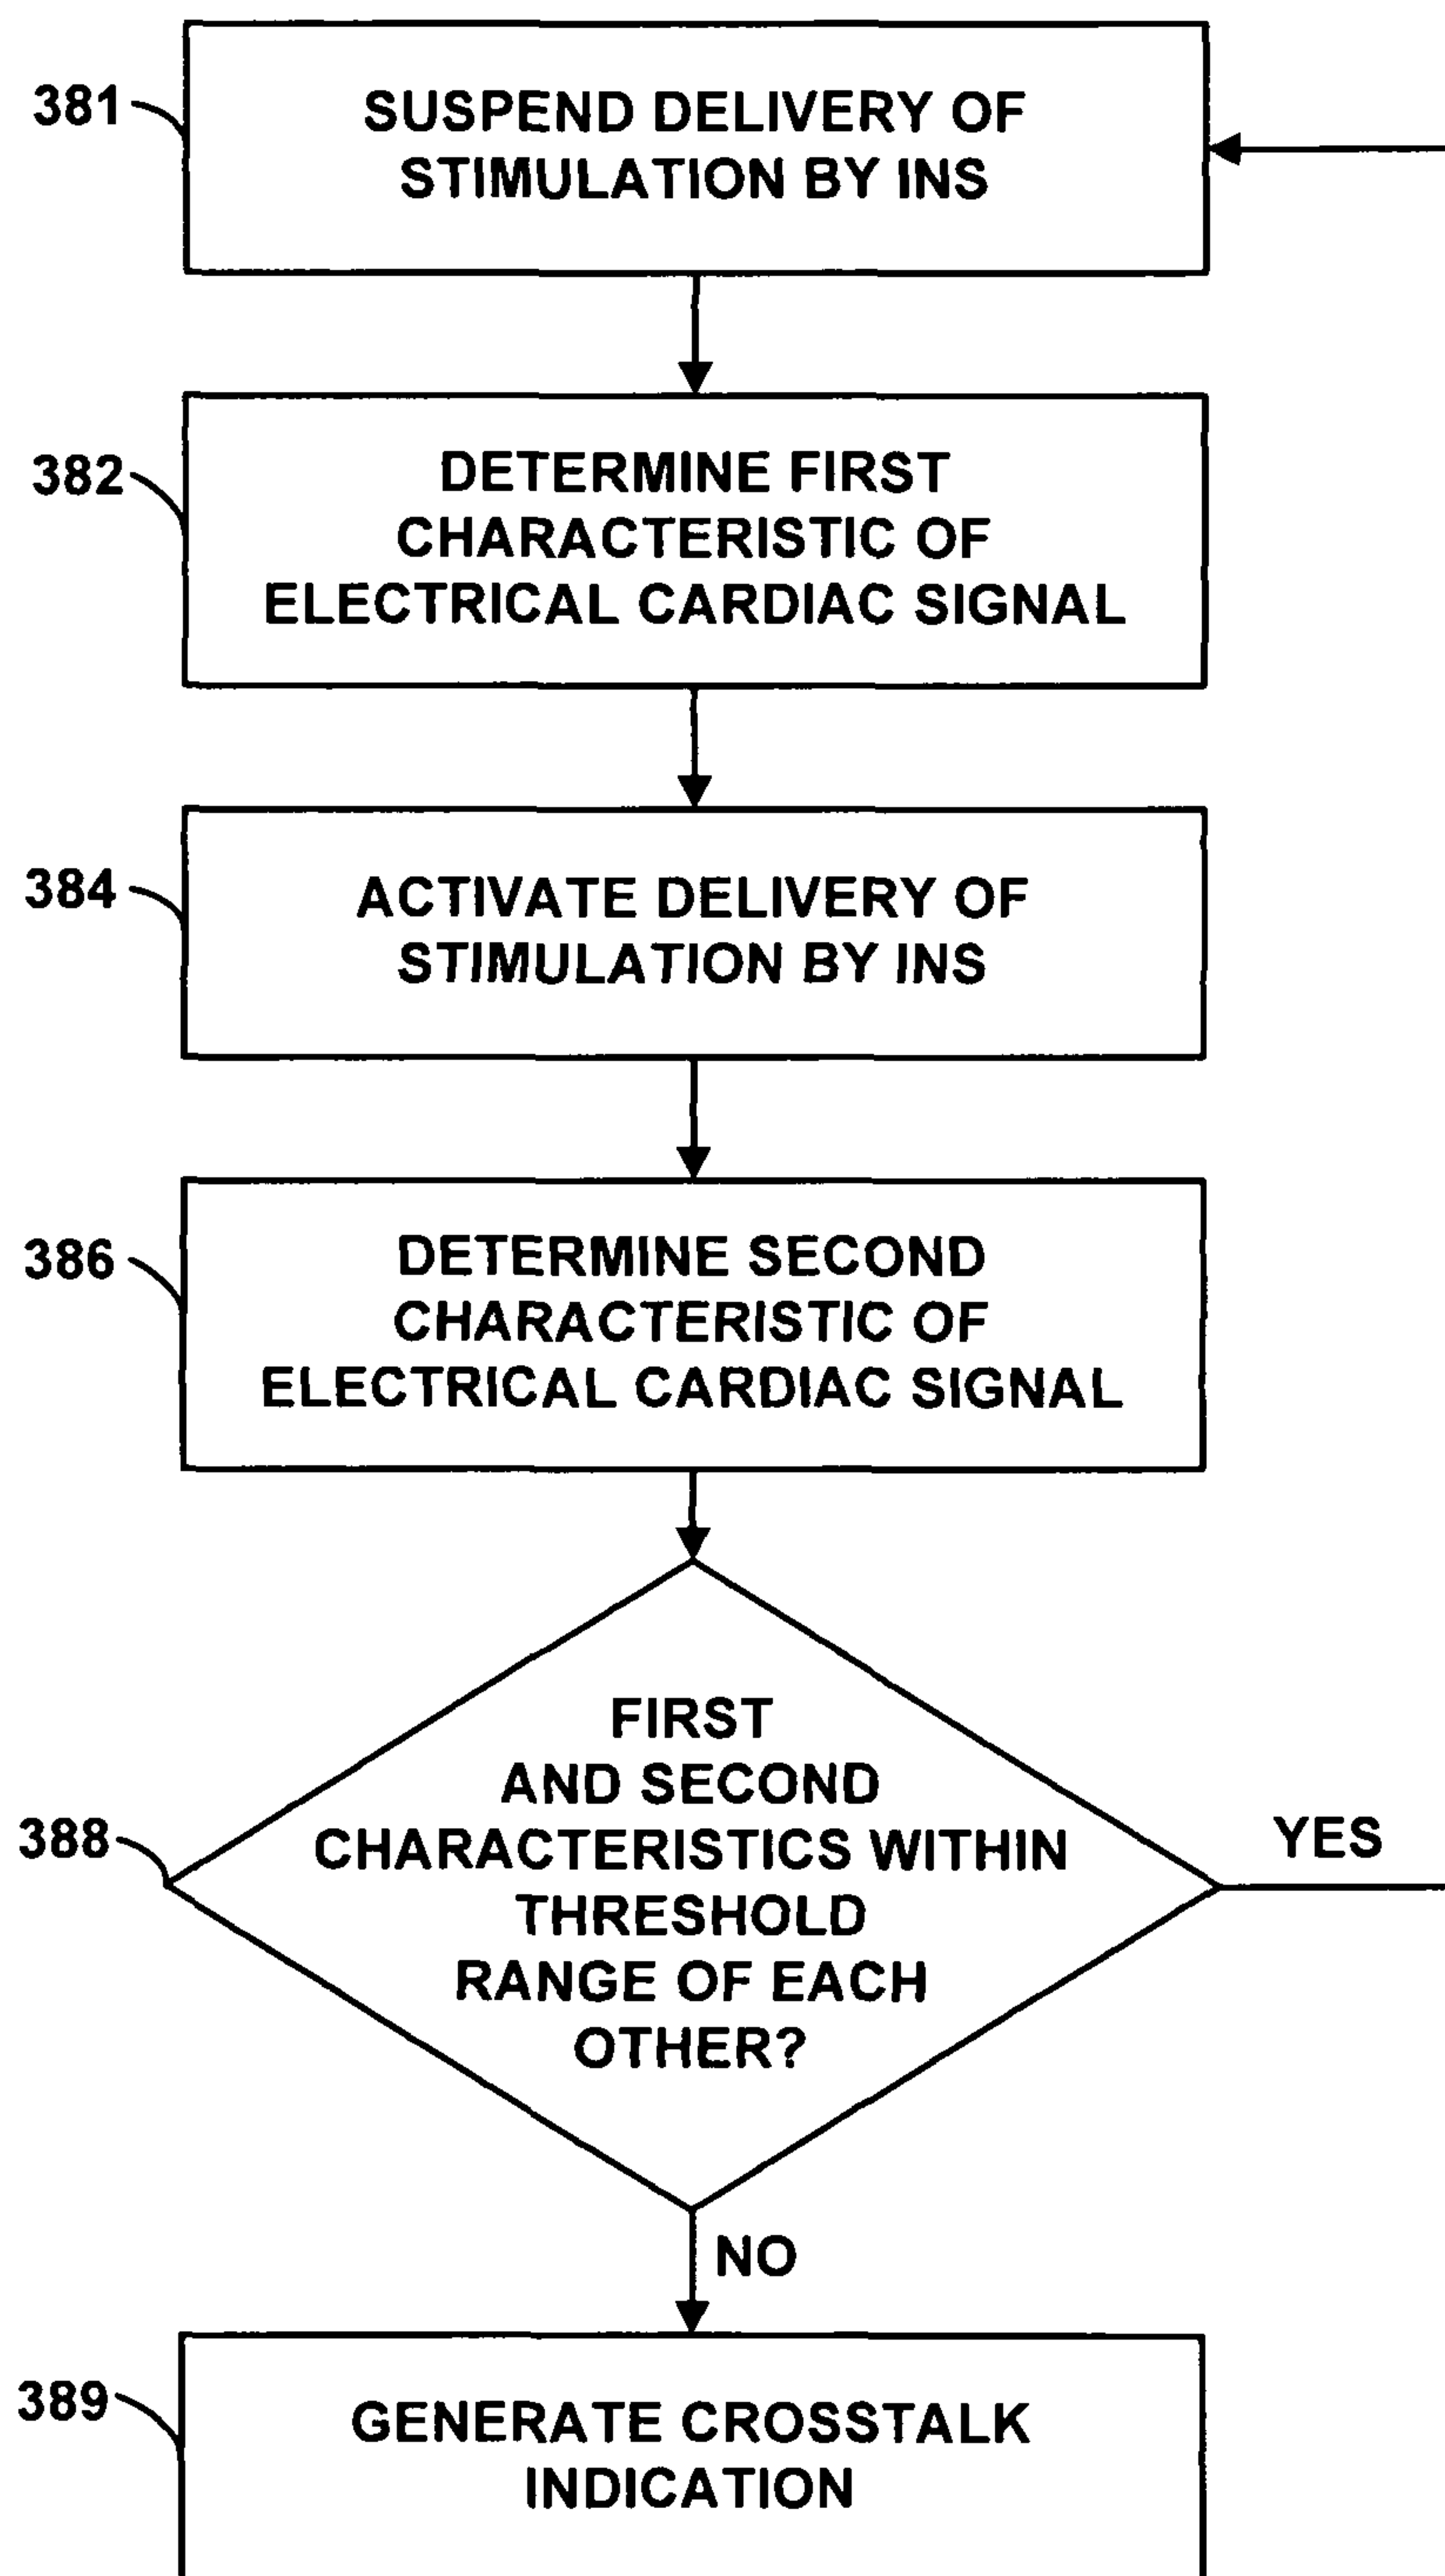 381
SUSPEND DELIVERY OF
STIMULATION BY INS
382
DETERMINE FIRST
CHARACTERISTIC OF
ELECTRICAL CARDIAC SIGNAL
384
ACTIVATE DELIVERY OF
STIMULATION BY INS
386
DETERMINE SECOND
CHARACTERISTIC OF
ELECTRICAL CARDIAC SIGNAL
388
FIRST
AND SECOND
CHARACTERISTICS WITHIN
THRESHOLD
RANGE OF EACH
OTHER?
YES
NO
389
GENERATE CROSSTALK
INDICATION